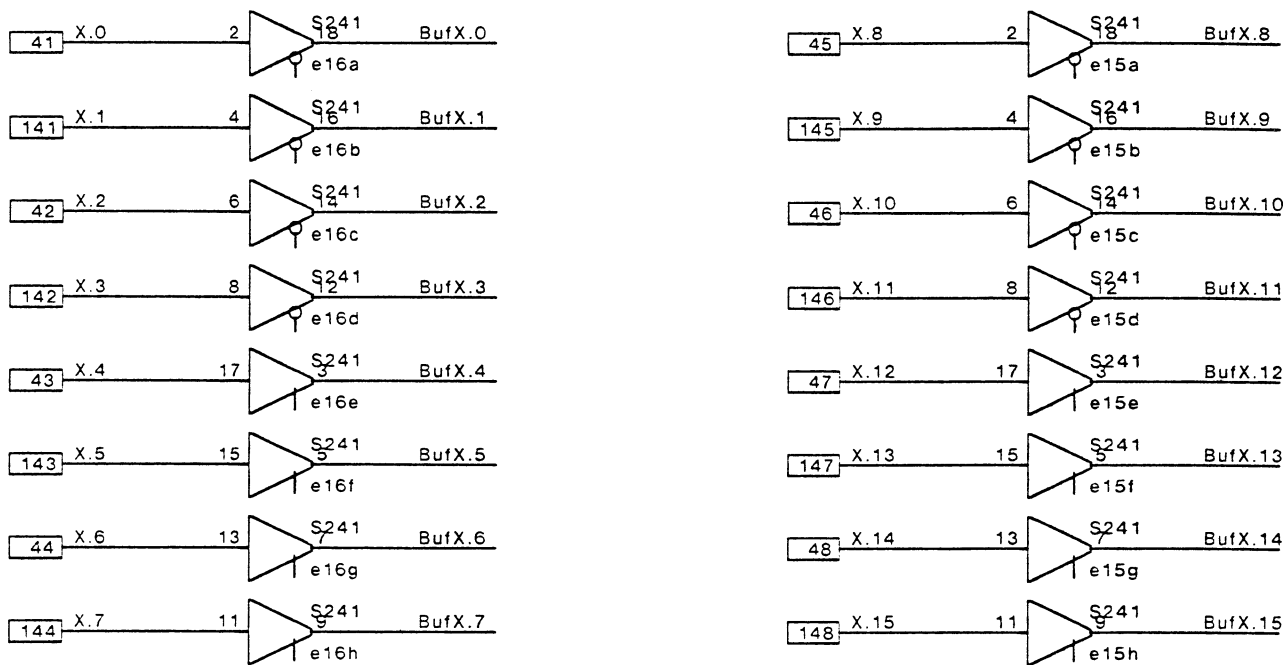 41 X.0 2 S241 18 BufX.0 e16a
141 X.1 4 S241 16 BufX.1 e16b
42 X.2 6 S241 14 BufX.2 e16c
142 X.3 8 S241 12 BufX.3 e16d
43 X.4 17 S241 3 BufX.4 e16e
143 X.5 15 S241 5 BufX.5 e16f
44 X.6 13 S241 7 BufX.6 e16g
144 X.7 11 S241 9 BufX.7 e16h
45 X.8 2 S241 18 BufX.8 e15a
145 X.9 4 S241 16 BufX.9 e15b
46 X.10 6 S241 14 BufX.10 e15c
146 X.11 8 S241 12 BufX.11 e15d
47 X.12 17 S241 3 BufX.12 e15e
147 X.13 15 S241 5 BufX.13 e15f
48 X.14 13 S241 7 BufX.14 e15g
148 X.15 11 S241 9 BufX.15 e15h